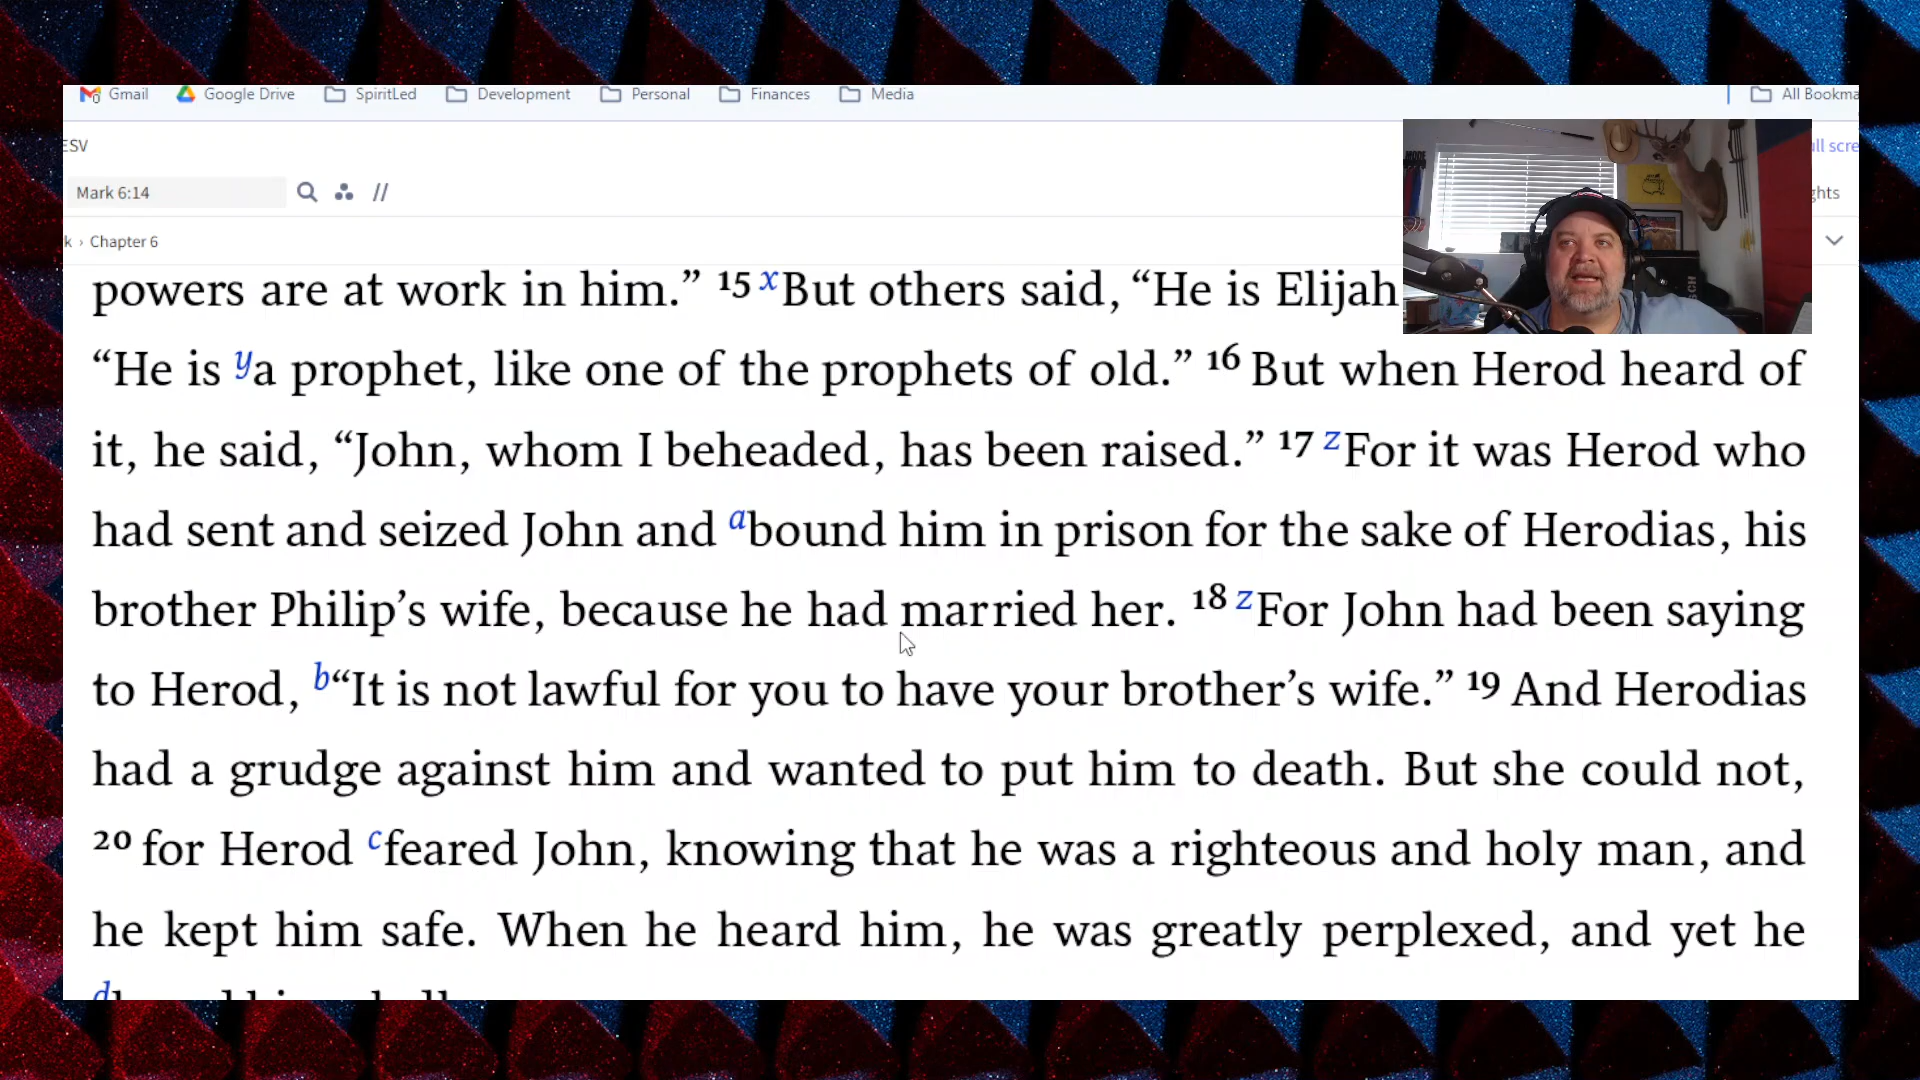 Gmail Google Drive SpiritLed Development Personal Finances Media All Bookma
ESV
ll scre
Mark 6:14 //
ghts
k › Chapter 6
powers are at work in him.” 15 x But others said, “He is Elijah
“He is y a prophet, like one of the prophets of old.” 16 But when Herod heard of
it, he said, “John, whom I beheaded, has been raised.” 17 z For it was Herod who
had sent and seized John and a bound him in prison for the sake of Herodias, his
brother Philip’s wife, because he had married her. 18 z For John had been saying
to Herod, b “It is not lawful for you to have your brother’s wife.” 19 And Herodias
had a grudge against him and wanted to put him to death. But she could not,
20 for Herod c feared John, knowing that he was a righteous and holy man, and
he kept him safe. When he heard him, he was greatly perplexed, and yet he
d